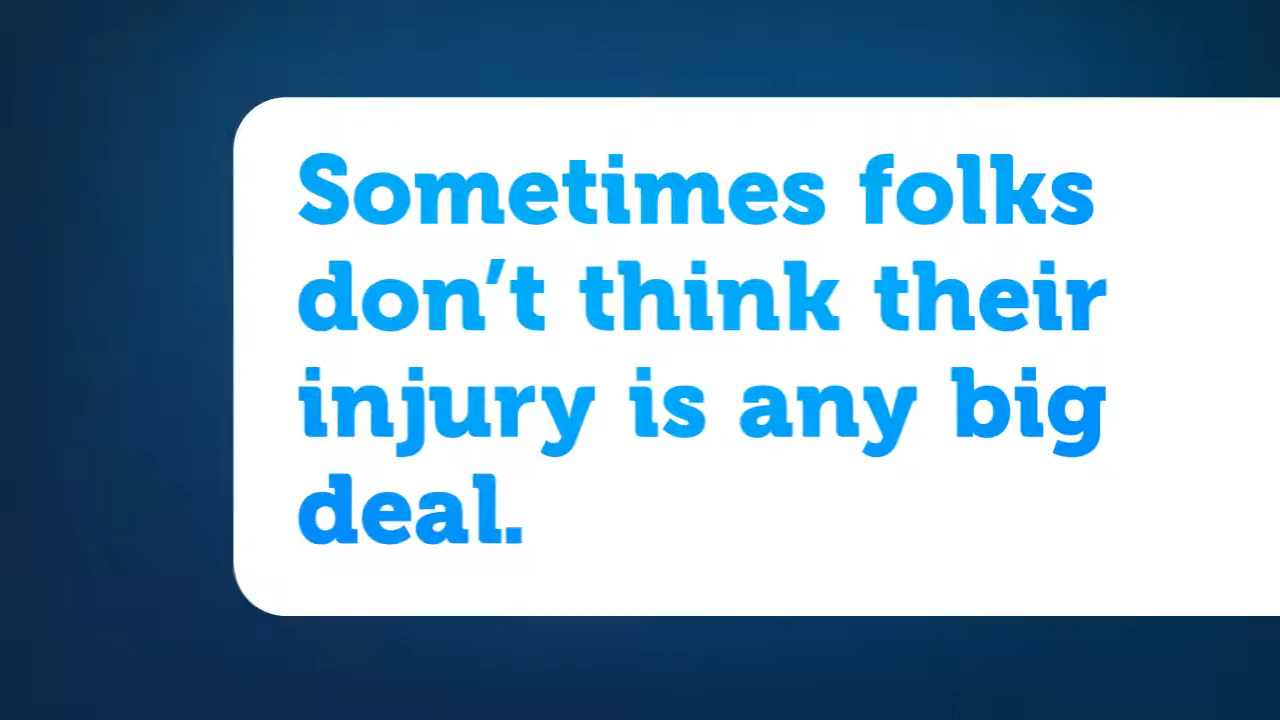 Sometimes folks
don’t think their
injury is any big
deal.